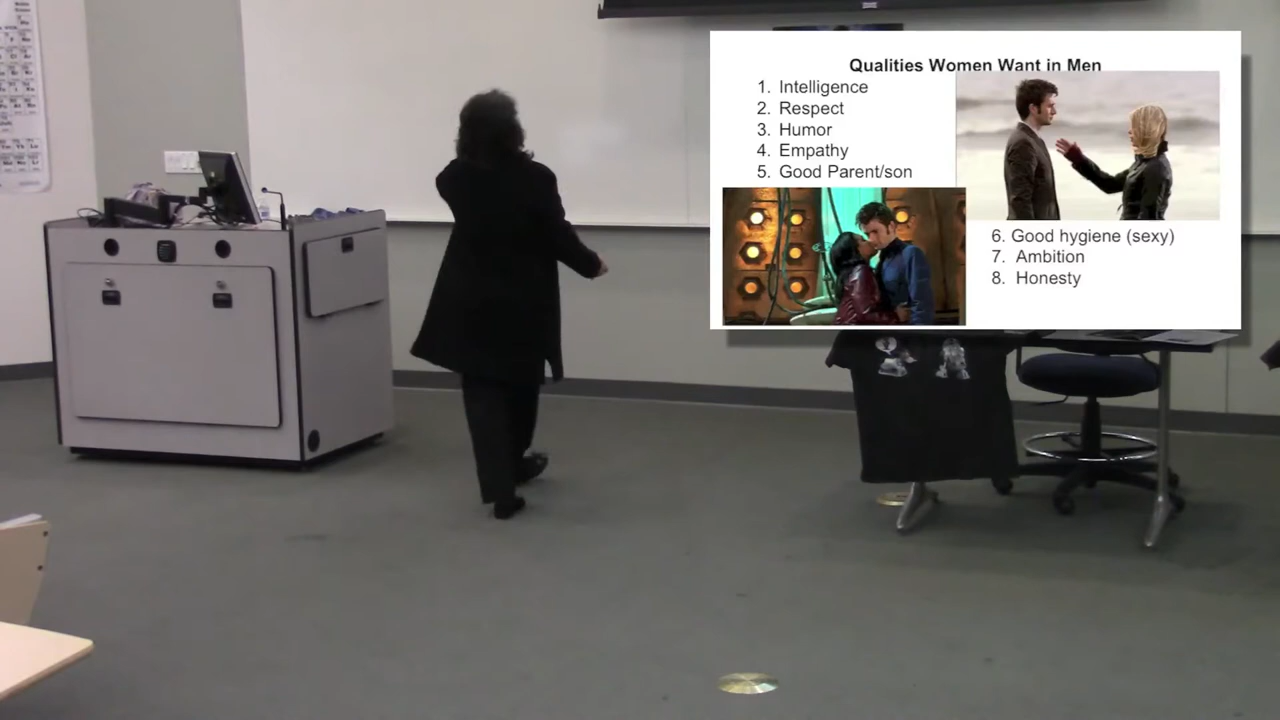 Qualities Women Want in Men
1. Intelligence
2. Respect
3. Humor
4. Empathy
5. Good Parent/son
6. Good hygiene (sexy)
7. Ambition
8. Honesty